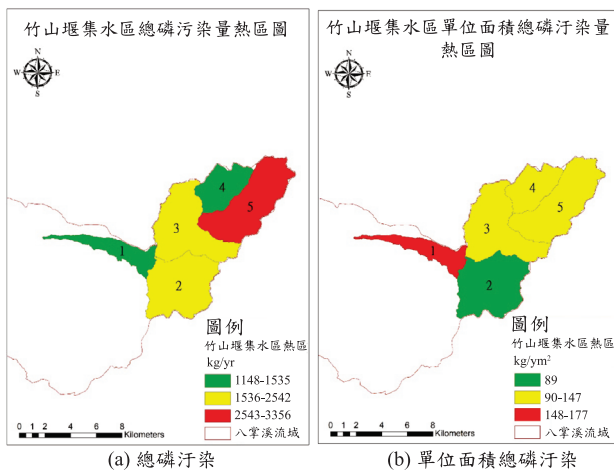 竹山堰集水區總磷污染量熱區圖
N
W
E
S
4
5
3
1
2
圖例
竹山堰集水區熱區
kg/yr
1148-1535
1536-2542
2543-3356
八掌溪流域
0 1 2 4 6 8
Kilometers
(a) 總磷汙染
竹山堰集水區單位面積總磷汙染量
熱區圖
N
W
E
S
4
5
3
1
2
圖例
竹山堰集水區熱區
kg/ym²
89
90-147
148-177
八掌溪流域
0 1 2 4 6 8
Kilometers
(b) 單位面積總磷汙染